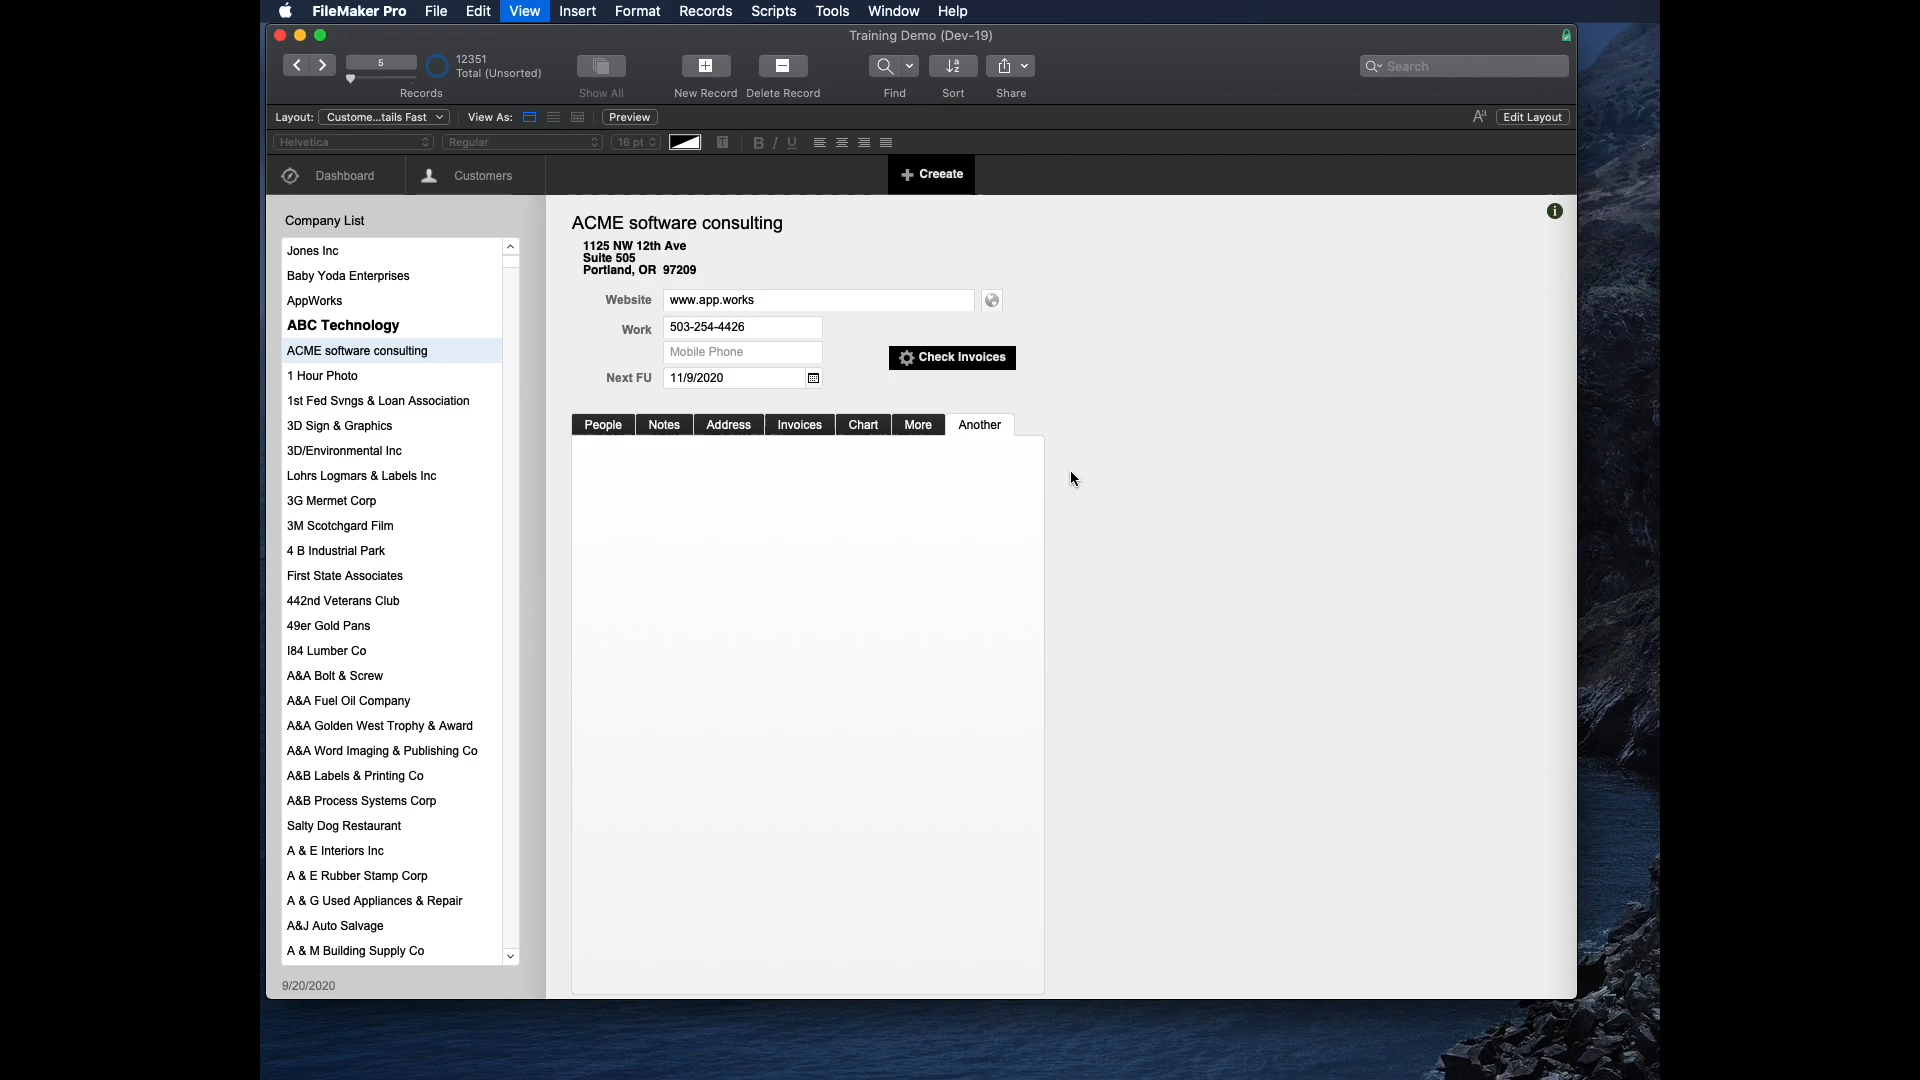 FileMaker Pro File Edit View Insert Format Records Scripts Tools Window Help
Training Demo (Dev-19)
5
12351
Total (Unsorted)
Search
Records Show All New Record Delete Record Find Sort Share
Layout: Custome...tails Fast View As: Preview Aa Edit Layout
Helvetica Regular 16 pt T B I U
Dashboard Customers Creeate
Company List
Jones Inc
Baby Yoda Enterprises
AppWorks
ABC Technology
ACME software consulting
1 Hour Photo
1st Fed Svngs & Loan Association
3D Sign & Graphics
3D/Environmental Inc
Lohrs Logmars & Labels Inc
3G Mermet Corp
3M Scotchgard Film
4 B Industrial Park
First State Associates
442nd Veterans Club
49er Gold Pans
I84 Lumber Co
A&A Bolt & Screw
A&A Fuel Oil Company
A&A Golden West Trophy & Award
A&A Word Imaging & Publishing Co
A&B Labels & Printing Co
A&B Process Systems Corp
Salty Dog Restaurant
A & E Interiors Inc
A & E Rubber Stamp Corp
A & G Used Appliances & Repair
A&J Auto Salvage
A & M Building Supply Co
9/20/2020
ACME software consulting
1125 NW 12th Ave
Suite 505
Portland, OR 97209
Website www.app.works
Work 503-254-4426
Mobile Phone
Check Invoices
Next FU 11/9/2020
People Notes Address Invoices Chart More Another